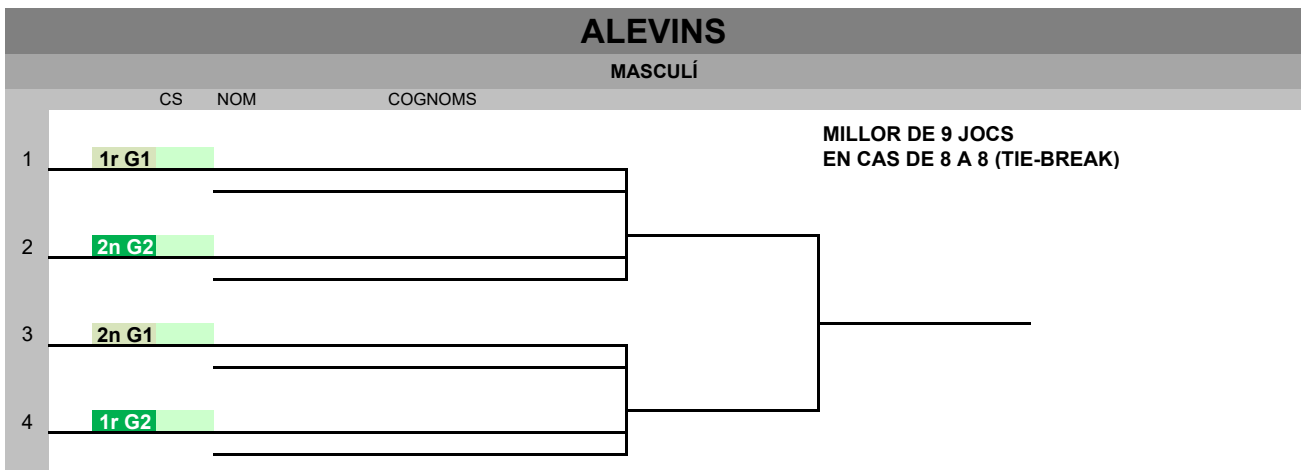 ALEVINS
MASCULÍ
CS NOM COGNOMS
MILLOR DE 9 JOCS
1 1r G1 EN CAS DE 8 A 8 (TIE-BREAK)
2 2n G2
3 2n G1
4 1r G2